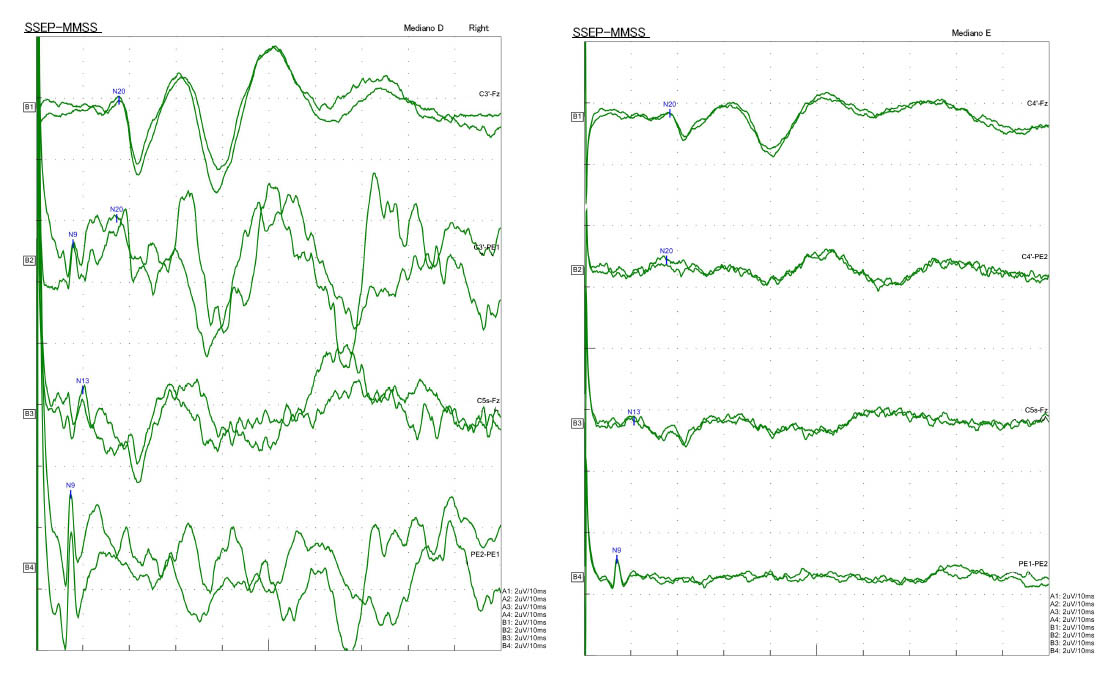 SSEP-MMSS
Mediano D Right
N20
C3'-Fz
B1
N20
N9
C3'-PE1
B2
N13
C5s-Fz
B3
N9
PE2-PE1
B4
A1: 2uV/10ms
A2: 2uV/10ms
A3: 2uV/10ms
A4: 2uV/10ms
B1: 2uV/10ms
B2: 2uV/10ms
B3: 2uV/10ms
B4: 2uV/10ms
SSEP-MMSS
Mediano E
N20
C4'-Fz
B1
N20
C4'-PE2
B2
N13
C5s-Fz
B3
N9
PE1-PE2
B4
A1: 2uV/10ms
A2: 2uV/10ms
A3: 2uV/10ms
A4: 2uV/10ms
B1: 2uV/10ms
B2: 2uV/10ms
B3: 2uV/10ms
B4: 2uV/10ms